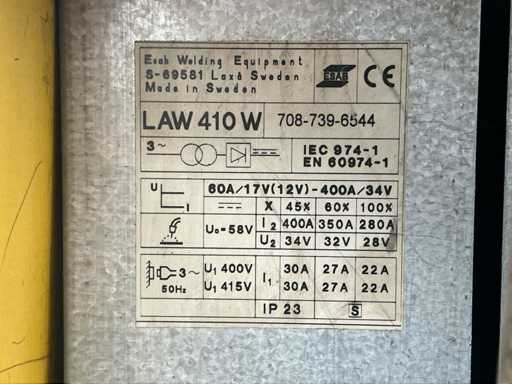 Esab Welding Equipment
S-69581 Laxå Sweden
Made in Sweden
ESAB
CE
LAW 410 W
708-739-6544
3~
IEC 974-1
EN 60974-1
U
I
60A/17V(12V)-400A/34V
X 45% 60% 100%
U₀=58V
I₂ 400A 350A 280A
U₂ 34V 32V 28V
3~
50Hz
U₁ 400V
U₁ 415V
I₁
30A 27A 22A
30A 27A 22A
IP 23
S